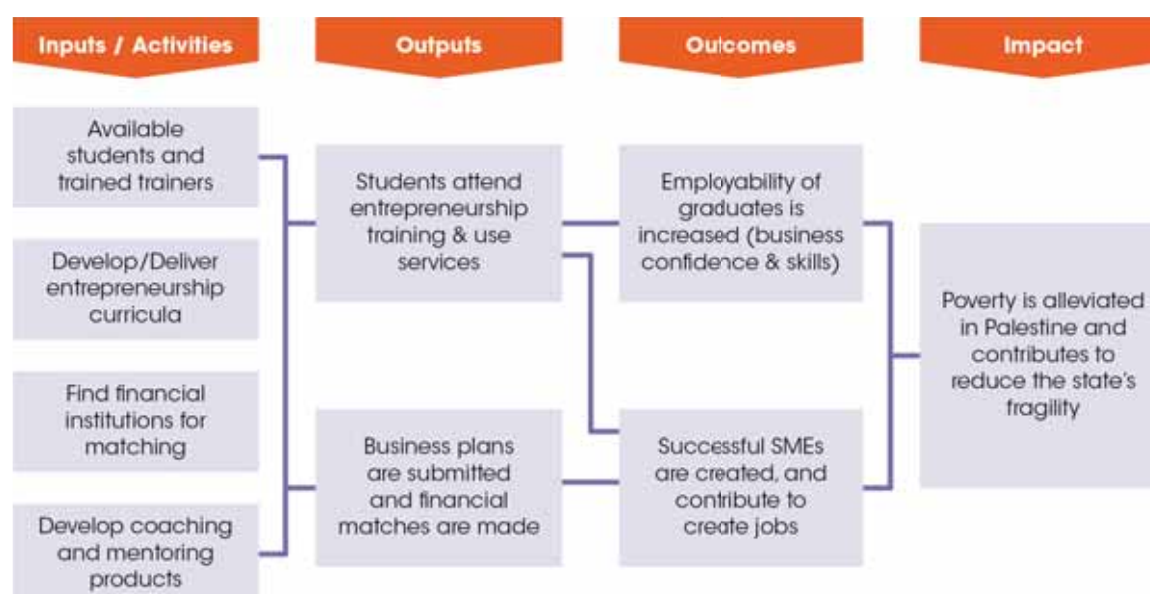 Inputs / Activities
Outputs
Outcomes
Impact
Available
students and
trained trainers
Develop/Deliver
entrepreneurship
curricula
Find financial
institutions for
matching
Develop coaching
and mentoring
products
Students attend
entrepreneurship
training & use
services
Business plans
are submitted
and financial
matches are made
Employability of
graduates is
increased (business
confidence & skills)
Successful SMEs
are created, and
contribute to
create jobs
Poverty is alleviated
in Palestine and
contributes to
reduce the state's
fragility